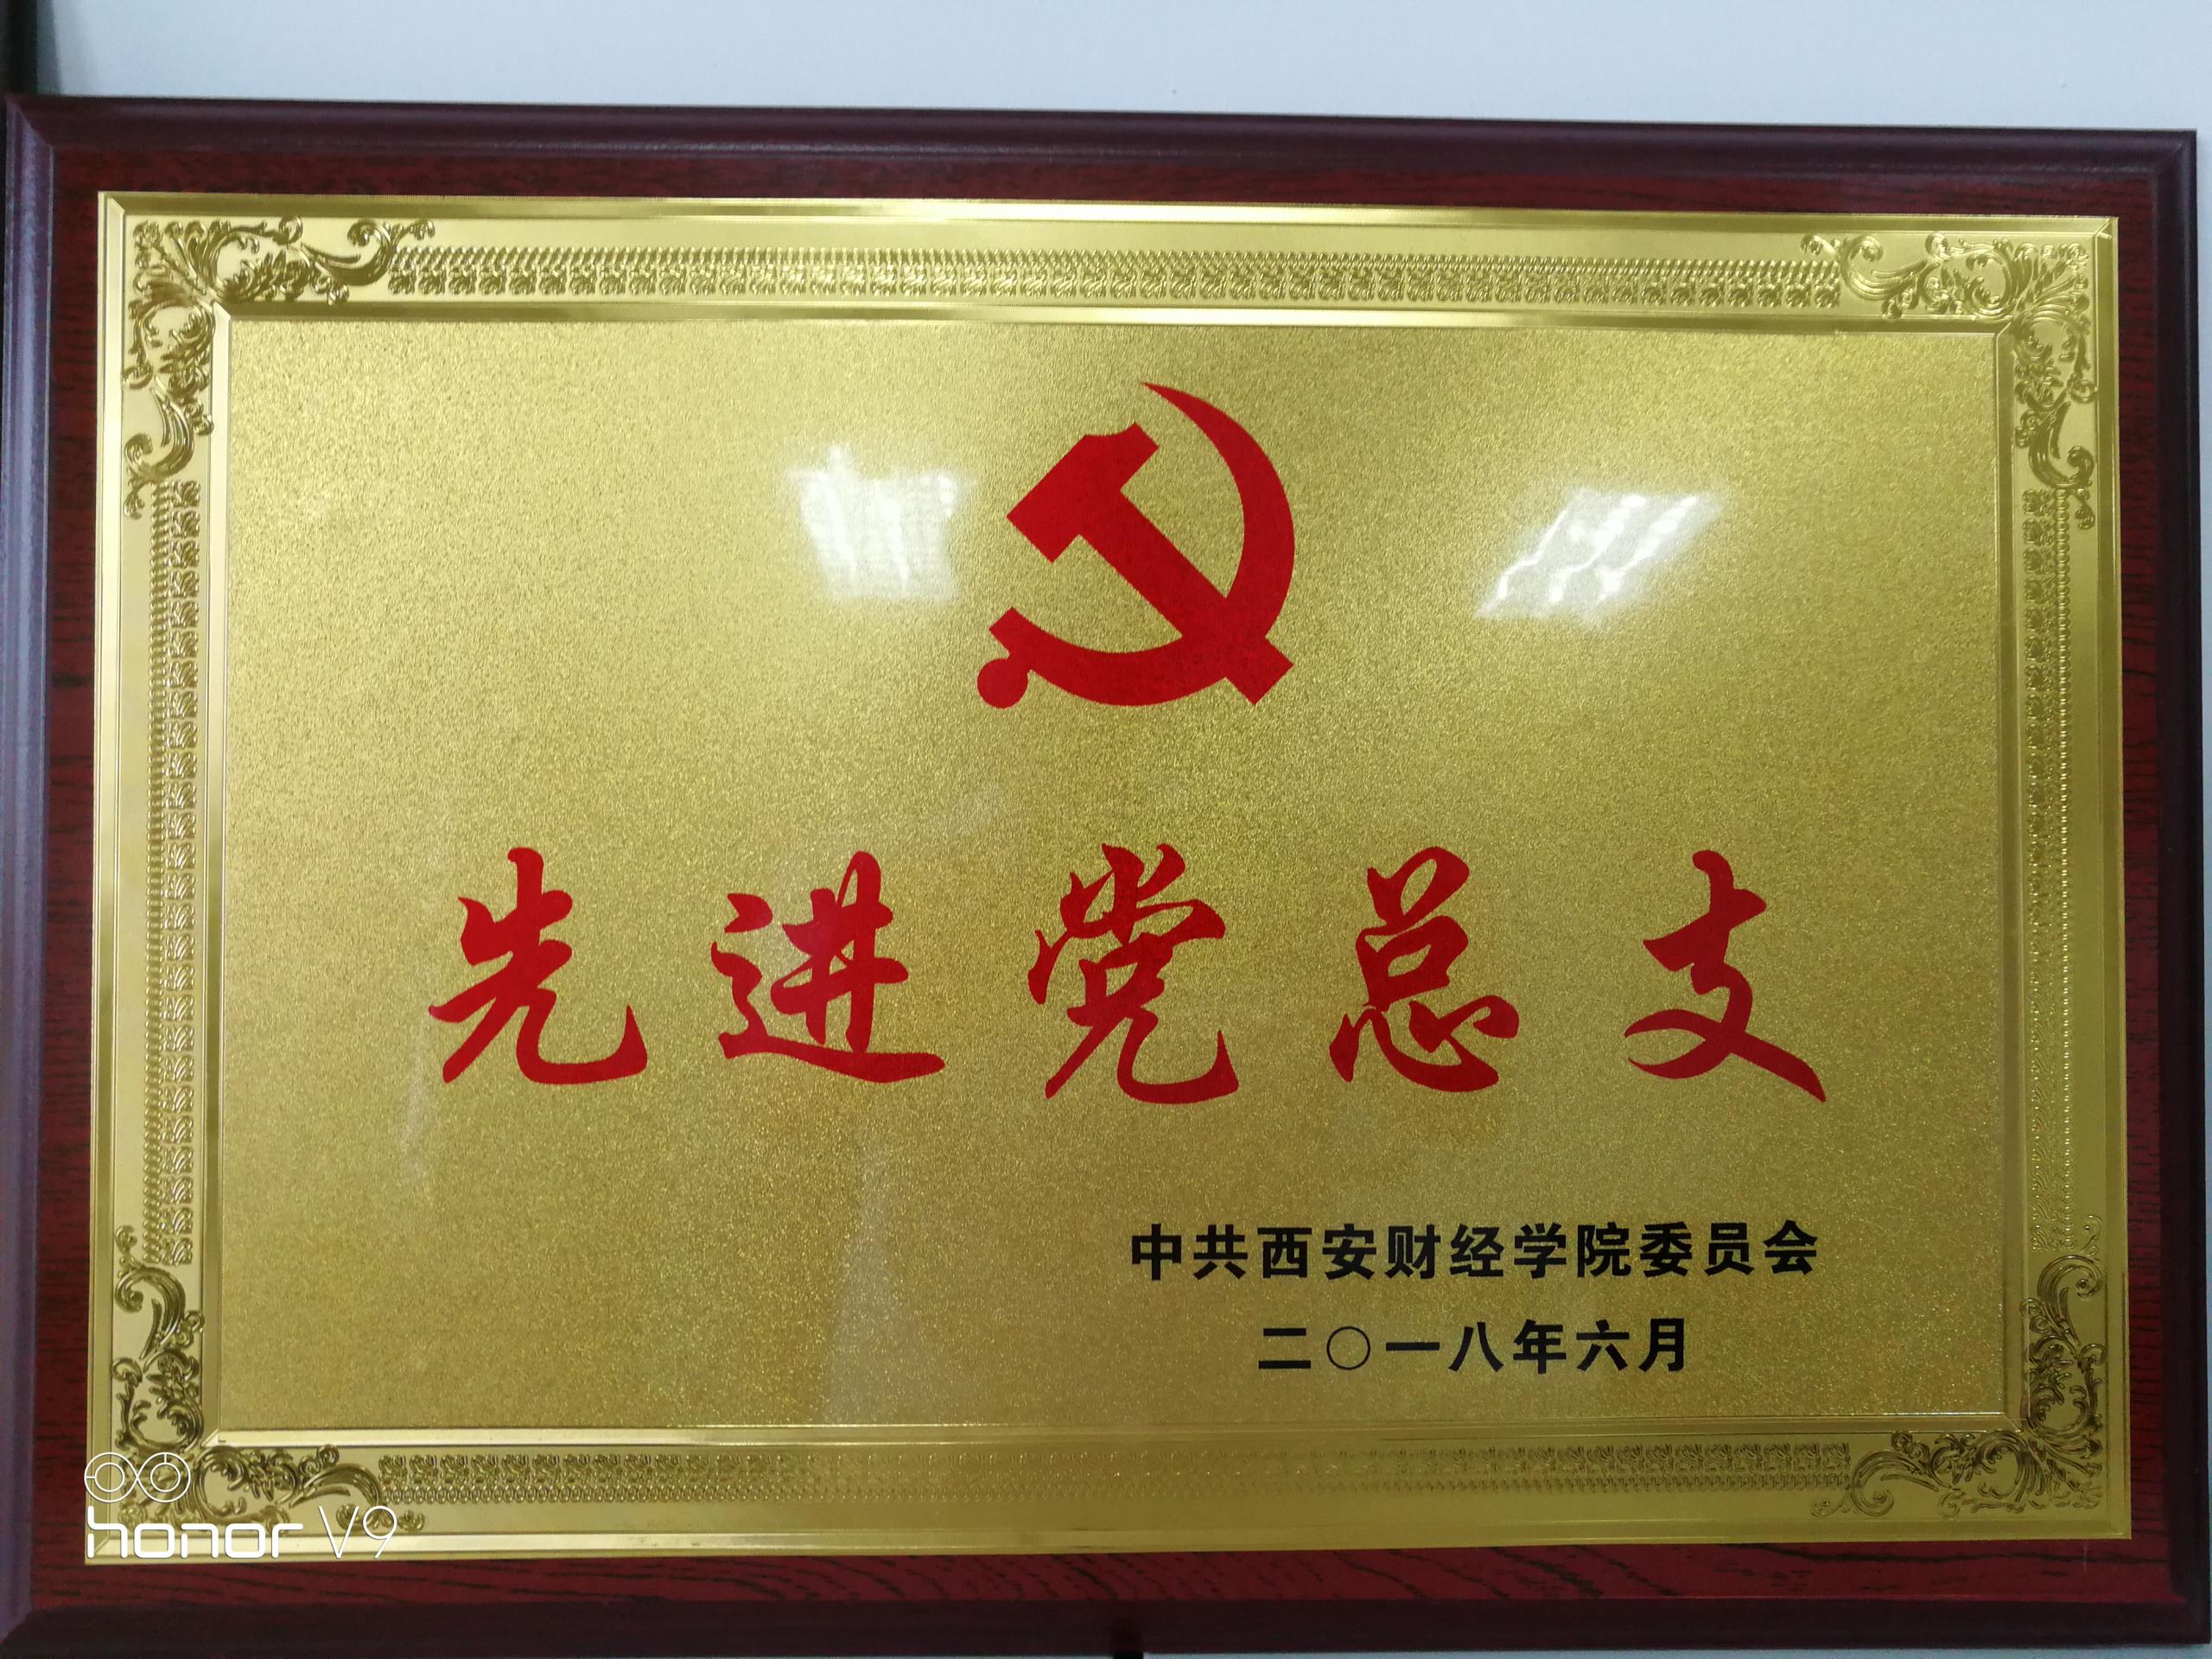 先进党总支
中共西安财经学院委员会
二〇一八年六月
honor V9